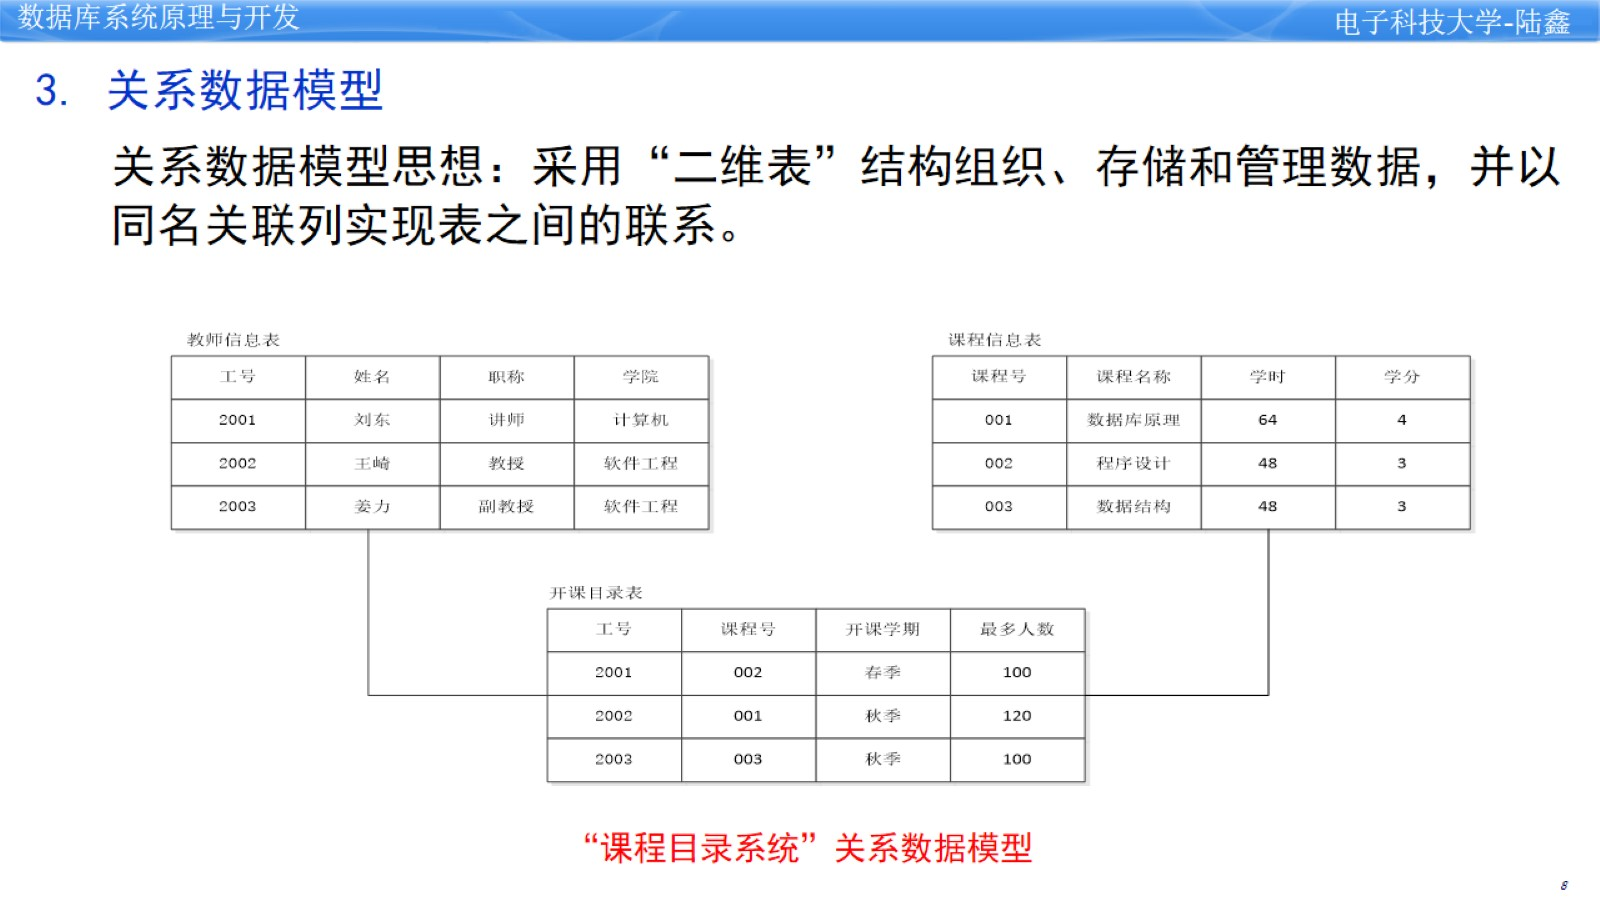 数据库系统原理与开发
电子科技大学-陆鑫
3. 关系数据模型
关系数据模型思想：采用“二维表”结构组织、存储和管理数据，并以
同名关联列实现表之间的联系。
教师信息表
工号 姓名 职称 学院
2001 刘东 讲师 计算机
2002 王崎 教授 软件工程
2003 姜力 副教授 软件工程
课程信息表
课程号 课程名称 学时 学分
001 数据库原理 64 4
002 程序设计 48 3
003 数据结构 48 3
开课目录表
工号 课程号 开课学期 最多人数
2001 002 春季 100
2002 001 秋季 120
2003 003 秋季 100
“课程目录系统”关系数据模型
8